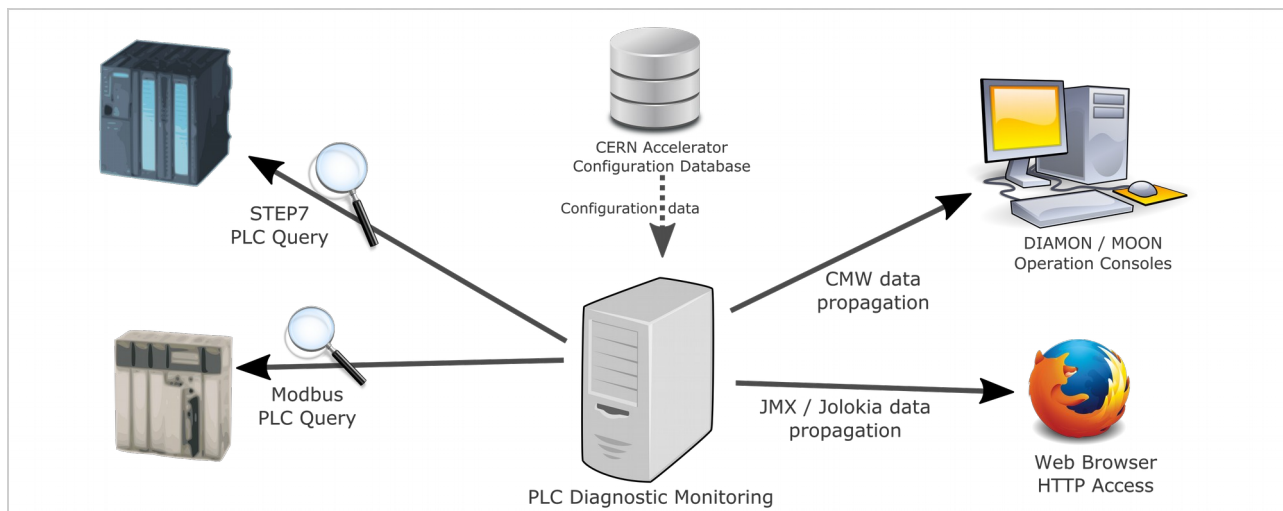 CERN Accelerator
Configuration Database
Configuration data
STEP7
PLC Query
Modbus
PLC Query
DIAMON / MOON
Operation Consoles
CMW data
propagation
JMX / Jolokia data
propagation
Web Browser
HTTP Access
PLC Diagnostic Monitoring